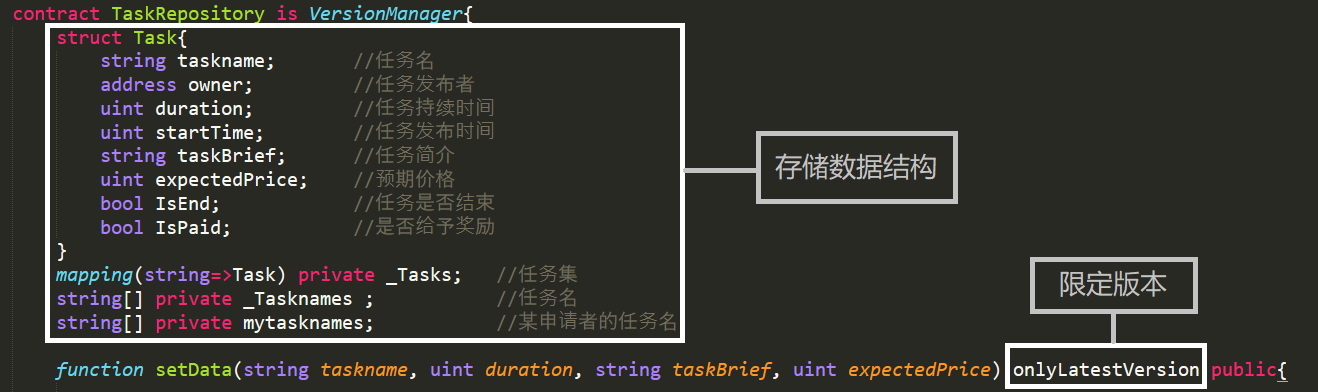 contract TaskRepository is VersionManager{
struct Task{
string taskname; //任务名
address owner; //任务发布者
uint duration; //任务持续时间
uint startTime; //任务发布时间
string taskBrief; //任务简介
uint expectedPrice; //预期价格
bool IsEnd; //任务是否结束
bool IsPaid; //是否给予奖励
}
mapping(string=>Task) private _Tasks; //任务集
string[] private _Tasknames ; //任务名
string[] private mytasknames; //某申请者的任务名
存储数据结构
限定版本
function setData(string taskname, uint duration, string taskBrief, uint expectedPrice) onlyLatestVersion public{